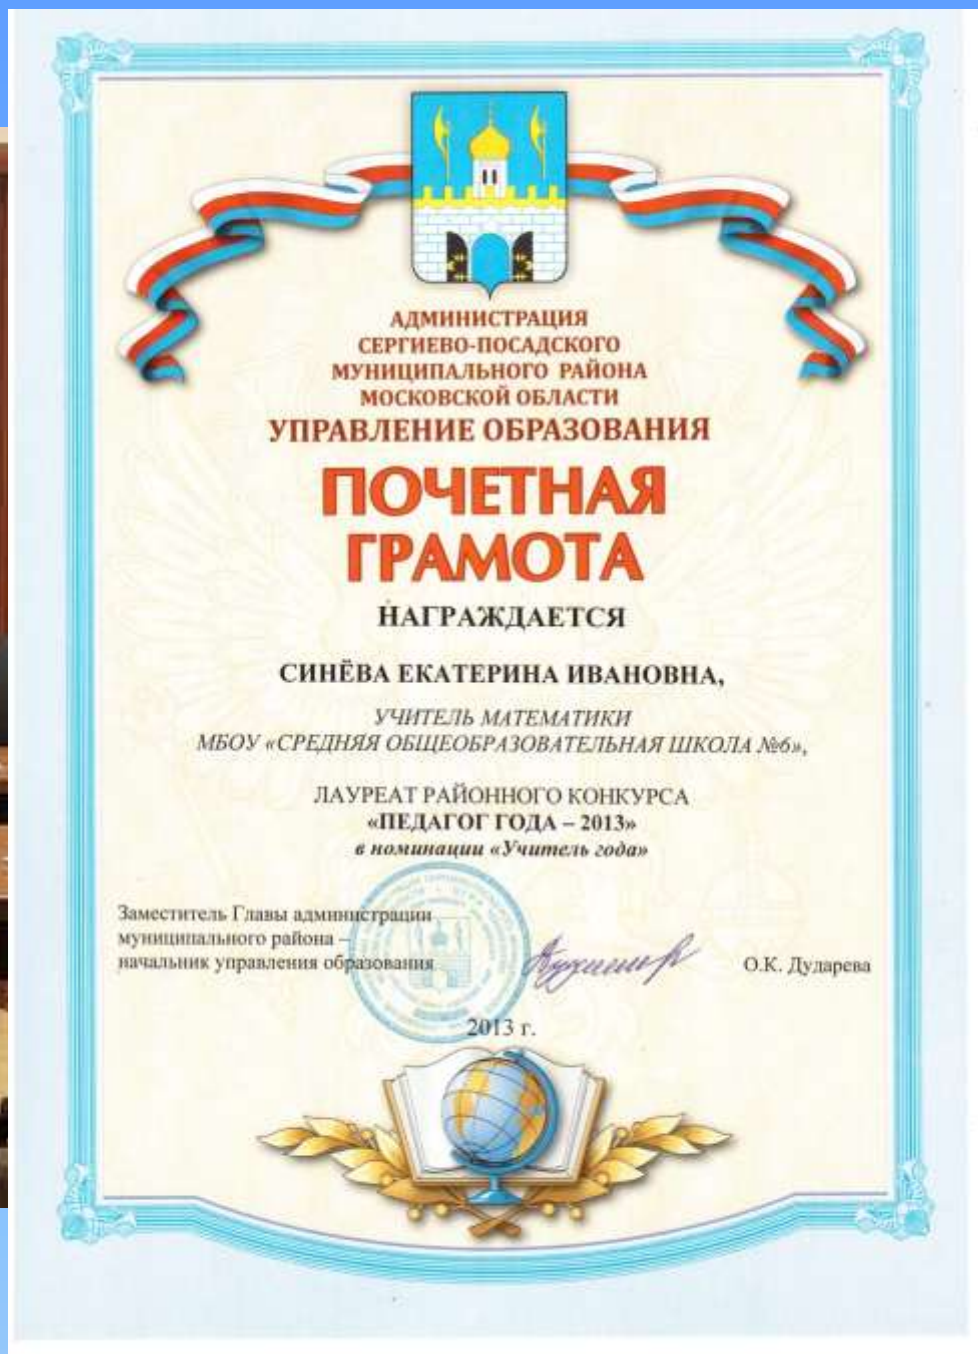 АДМИНИСТРАЦИЯ
СЕРГИЕВО-ПОСАДСКОГО
МУНИЦИПАЛЬНОГО РАЙОНА
МОСКОВСКОЙ ОБЛАСТИ
УПРАВЛЕНИЕ ОБРАЗОВАНИЯ
ПОЧЕТНАЯ
ГРАМОТА
НАГРАЖДАЕТСЯ
СИНЁВА ЕКАТЕРИНА ИВАНОВНА,
УЧИТЕЛЬ МАТЕМАТИКИ
МБОУ «СРЕДНЯЯ ОБЩЕОБРАЗОВАТЕЛЬНАЯ ШКОЛА №6»,
ЛАУРЕАТ РАЙОННОГО КОНКУРСА
«ПЕДАГОГ ГОДА – 2013»
в номинации «Учитель года»
Заместитель Главы администрации
муниципального района –
начальник управления образования
О.К. Дударева
2013 г.